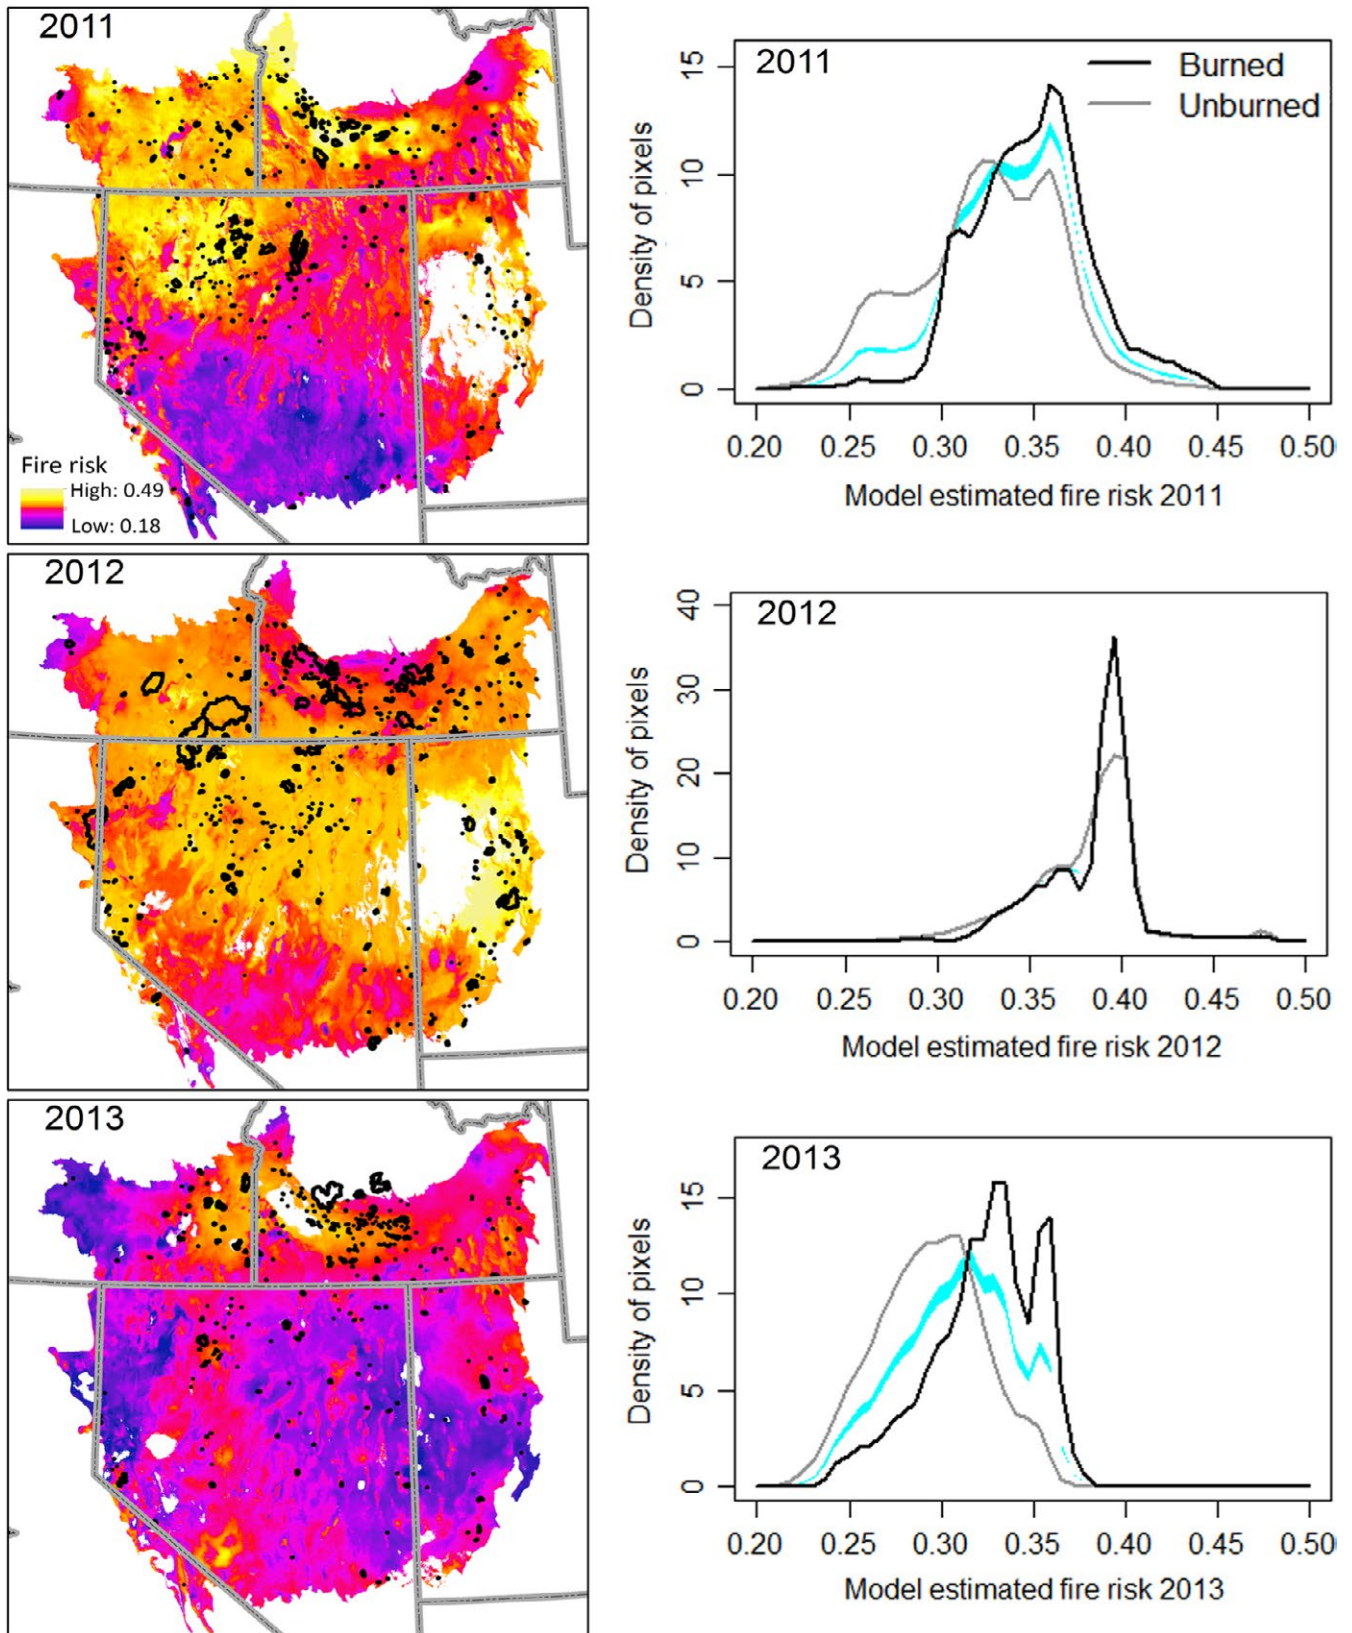 2011
Fire risk
High: 0.49
Low: 0.18
2011
Burned
Unburned
Density of pixels
15
10
5
0
0.20 0.25 0.30 0.35 0.40 0.45 0.50
Model estimated fire risk 2011
2012
2012
Density of pixels
40
30
20
10
0
0.20 0.25 0.30 0.35 0.40 0.45 0.50
Model estimated fire risk 2012
2013
2013
Density of pixels
15
10
5
0
0.20 0.25 0.30 0.35 0.40 0.45 0.50
Model estimated fire risk 2013